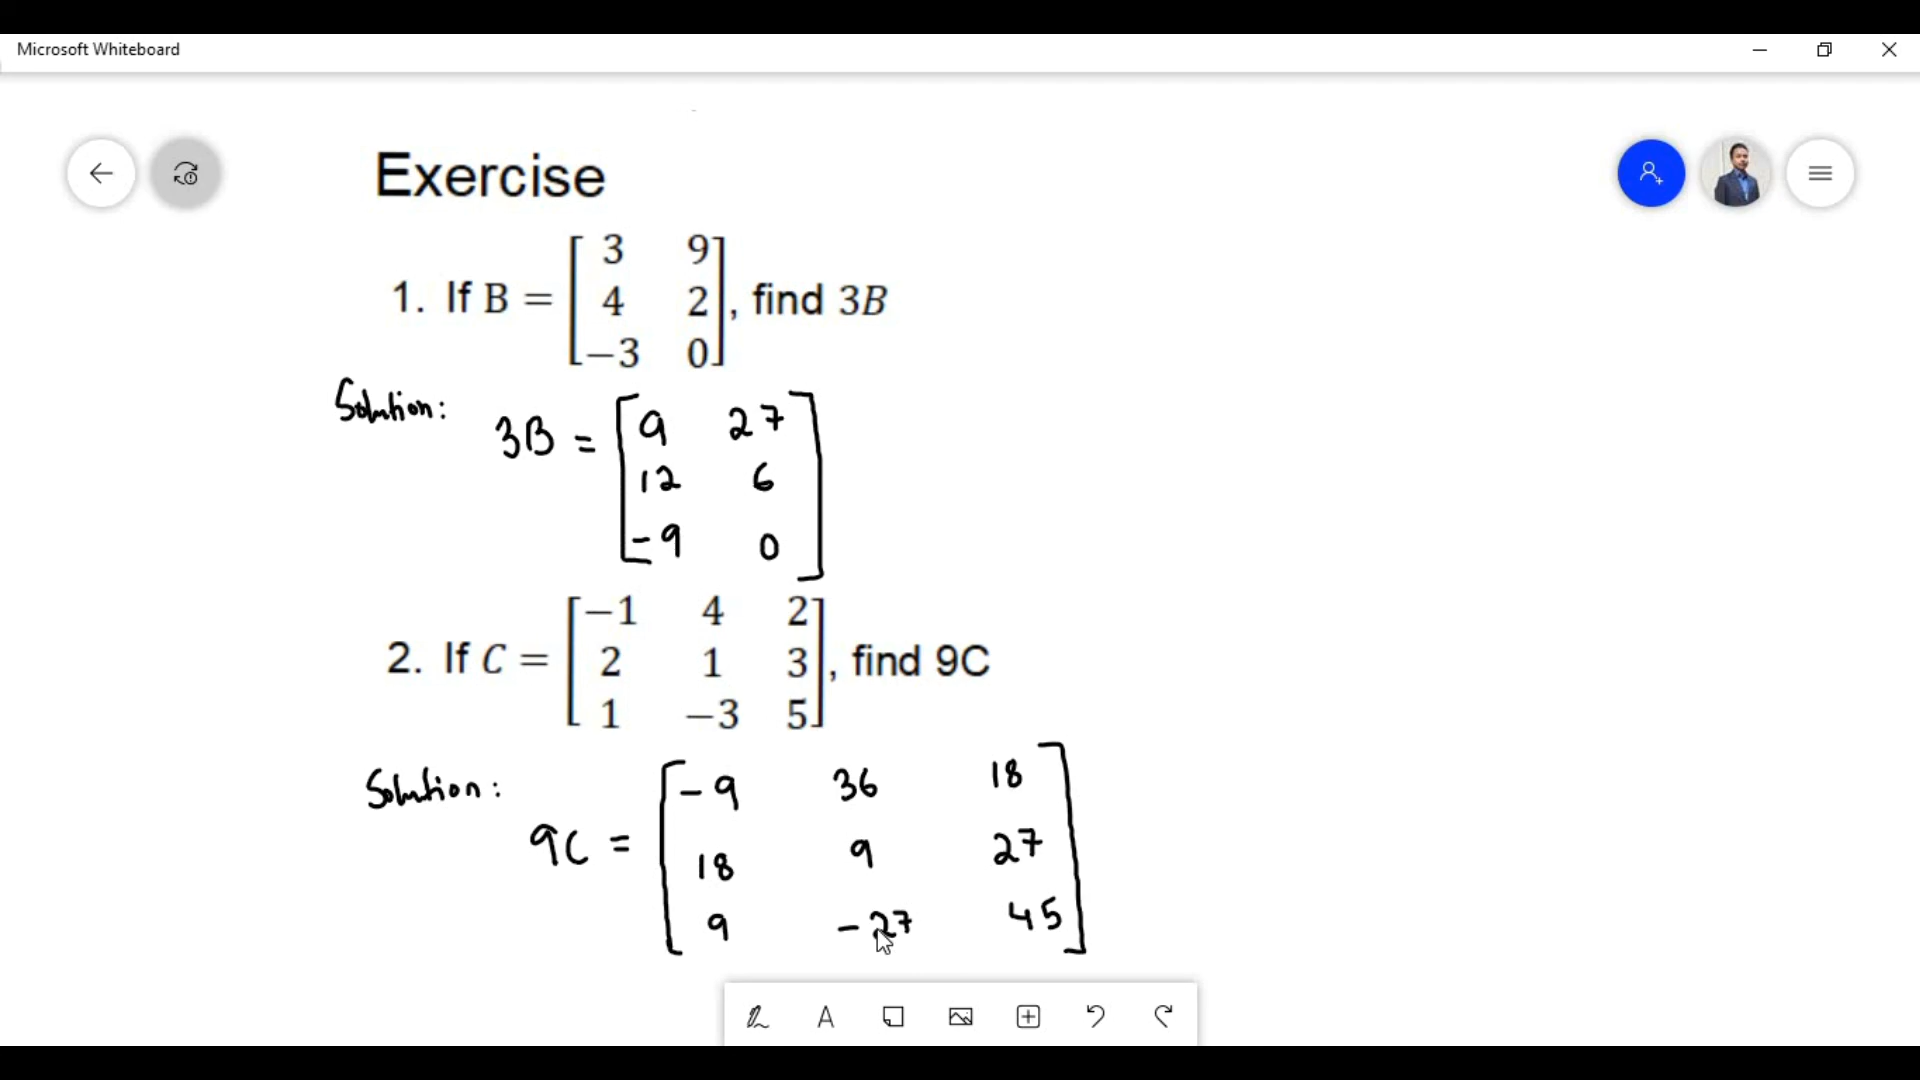 Microsoft Whiteboard
Exercise
1. If B = [3 9
4 2
−3 0], find 3B
Solution:
3B = [9 27
12 6
-9 0]
2. If C = [−1 4 2
2 1 3
1 −3 5], find 9C
Solution:
9C = [-9 36 18
18 9 27
9 -27 45]
A